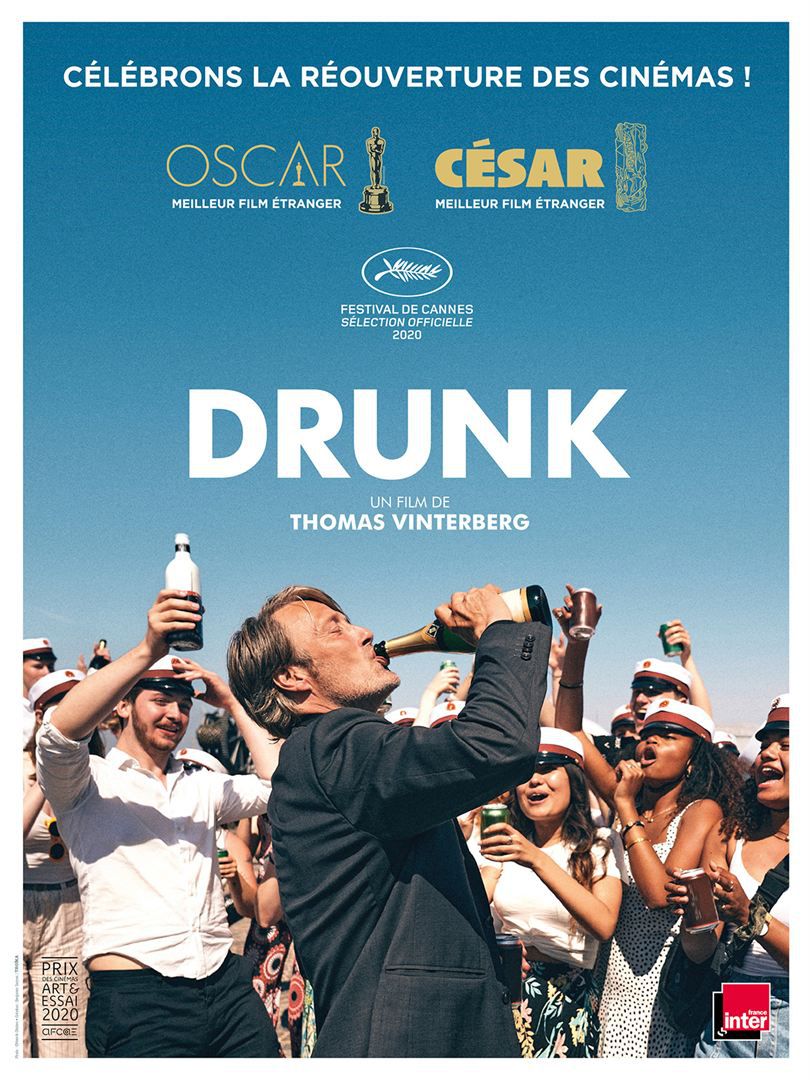 CÉLÉBRONS LA RÉOUVERTURE DES CINÉMAS !
OSCAR
MEILLEUR FILM ÉTRANGER
CÉSAR
MEILLEUR FILM ÉTRANGER
FESTIVAL DE CANNES
SÉLECTION OFFICIELLE
2020
DRUNK
UN FILM DE
THOMAS VINTERBERG
PRIX
DES CINÉMAS
ART&
ESSAI
2020
afcae
france
inter